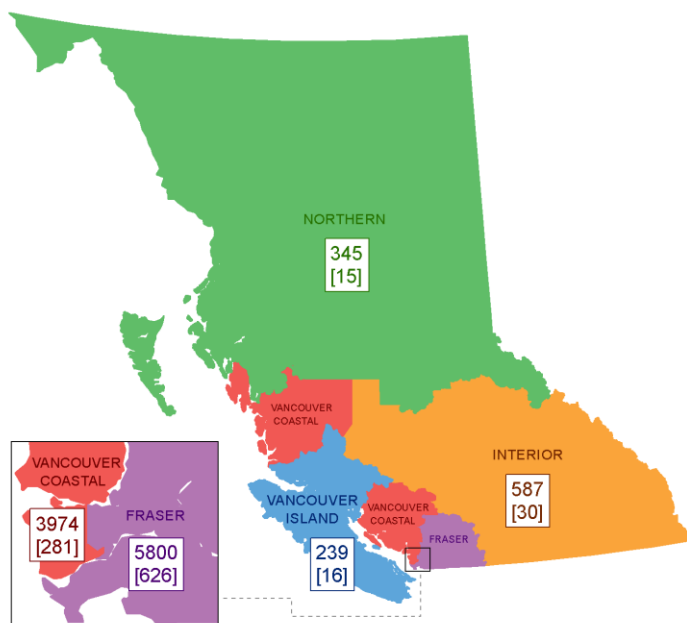 NORTHERN
345
[15]
VANCOUVER
COASTAL
INTERIOR
587
[30]
VANCOUVER
ISLAND
239
[16]
VANCOUVER
COASTAL
FRASER
VANCOUVER
COASTAL
3974
[281]
FRASER
5800
[626]